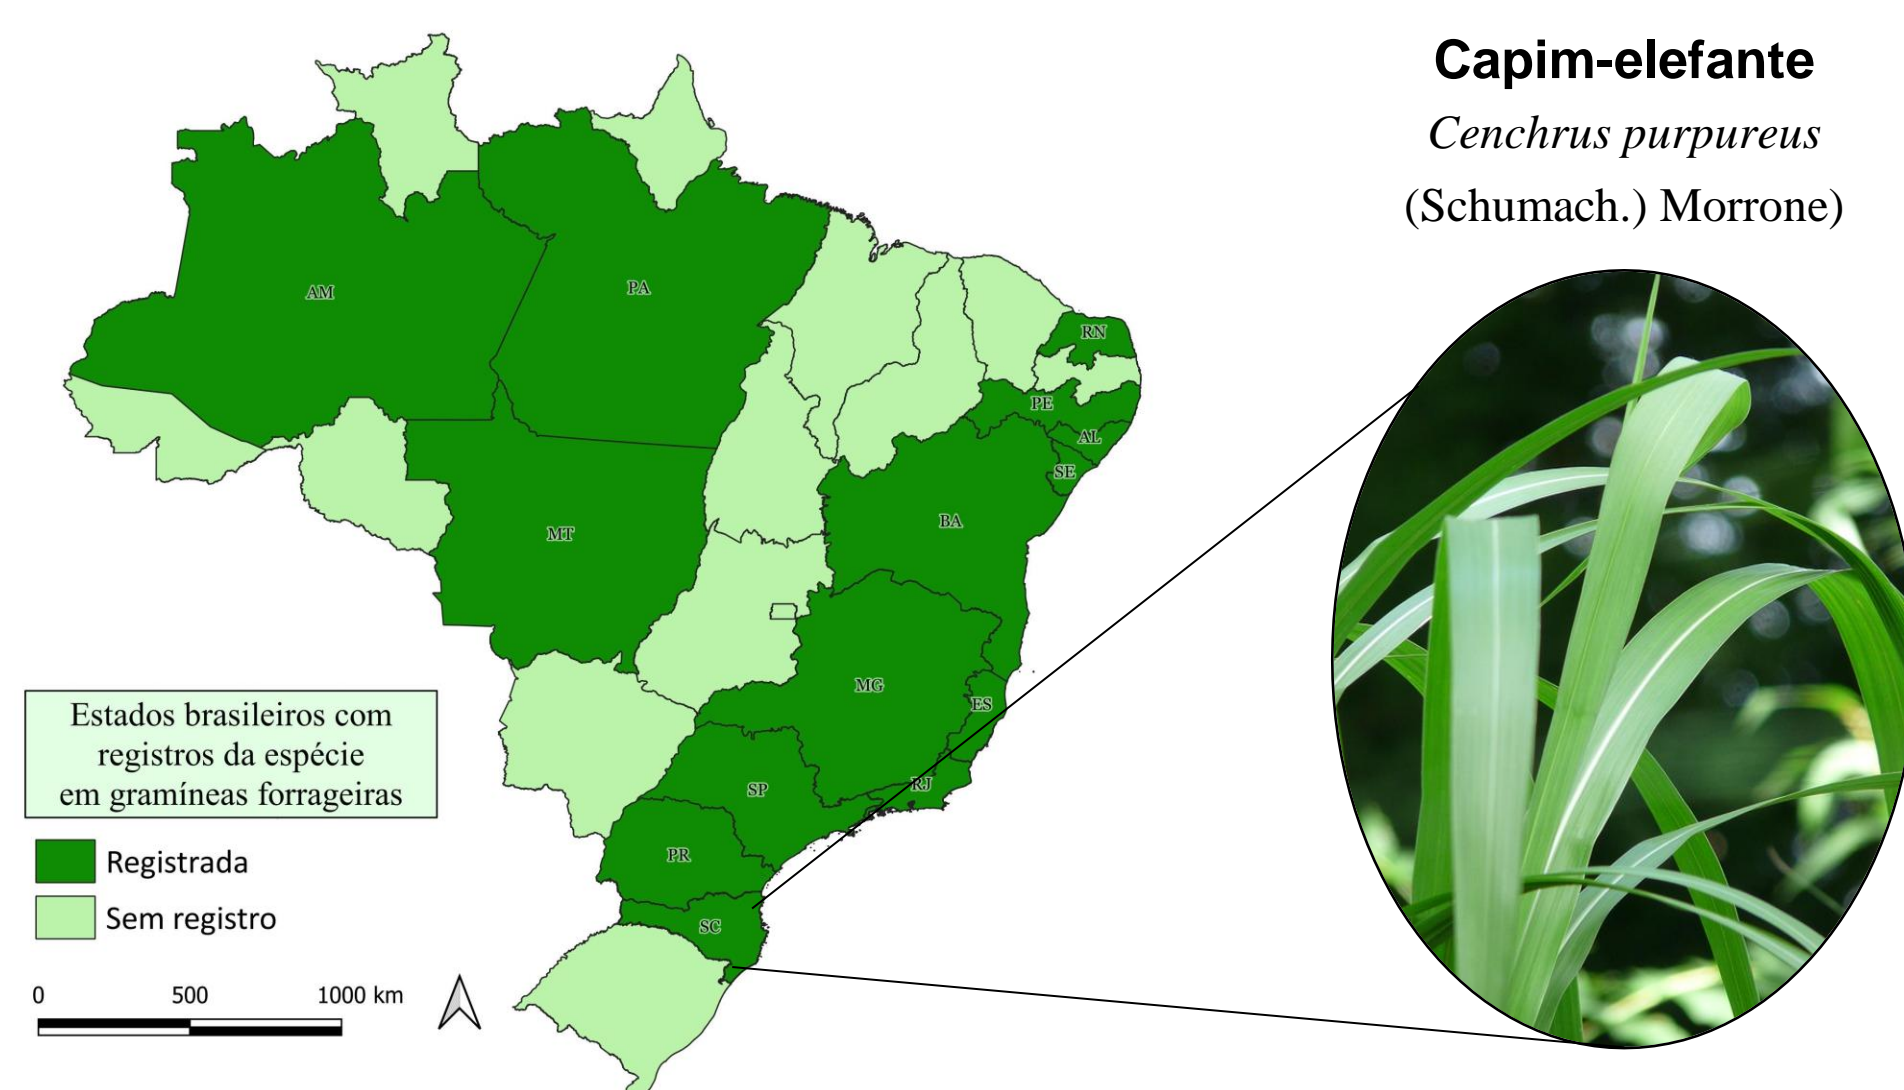 Capim-elefante
Cenchrus purpureus
(Schumach.) Morrone)
AM
PA
RN
PE
AL
SE
BA
MT
MG
ES
SP
RJ
PR
SC
Estados brasileiros com
registros da espécie
em gramíneas forrageiras
Registrada
Sem registro
0 500 1000 km